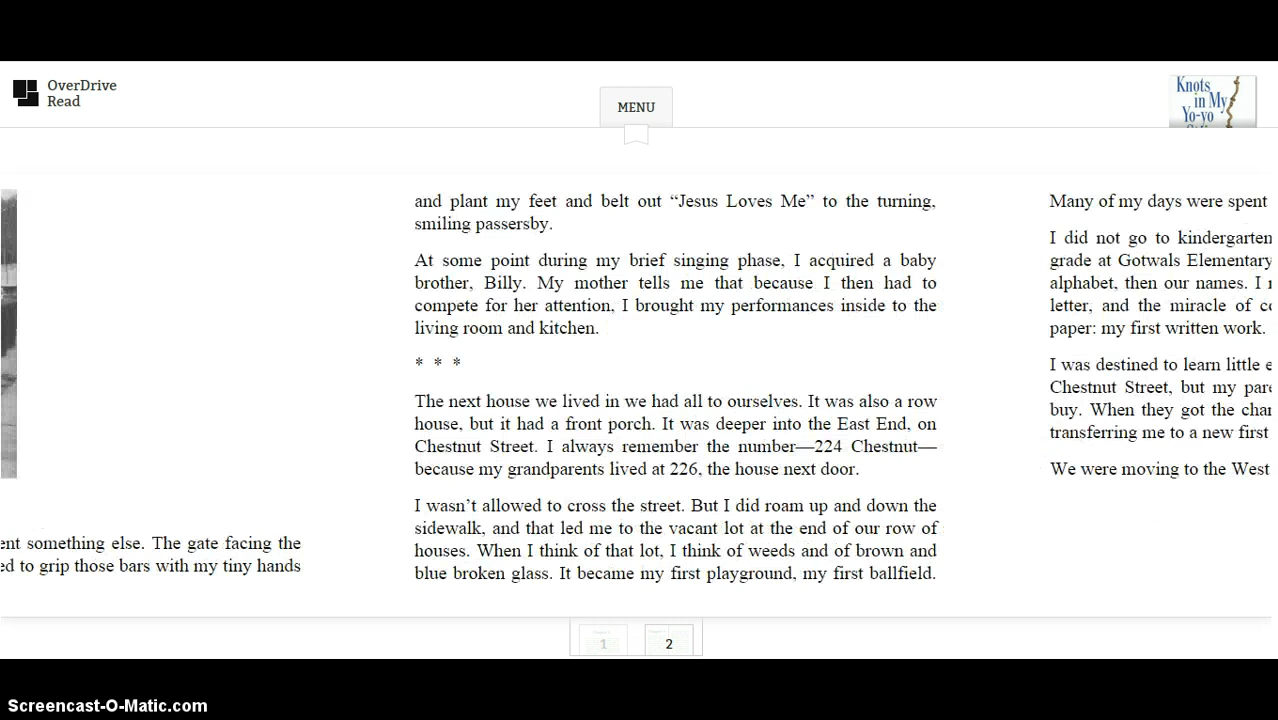 OverDrive
Read
MENU
Knots
in My
Yo-yo
ent something else. The gate facing the
ed to grip those bars with my tiny hands
and plant my feet and belt out “Jesus Loves Me” to the turning,
smiling passersby.
At some point during my brief singing phase, I acquired a baby
brother, Billy. My mother tells me that because I then had to
compete for her attention, I brought my performances inside to the
living room and kitchen.
* * *
The next house we lived in we had all to ourselves. It was also a row
house, but it had a front porch. It was deeper into the East End, on
Chestnut Street. I always remember the number—224 Chestnut—
because my grandparents lived at 226, the house next door.
I wasn’t allowed to cross the street. But I did roam up and down the
sidewalk, and that led me to the vacant lot at the end of our row of
houses. When I think of that lot, I think of weeds and of brown and
blue broken glass. It became my first playground, my first ballfield.
Many of my days were spent
I did not go to kindergarten
grade at Gotwals Elementary
alphabet, then our names. I
letter, and the miracle of
paper: my first written work.
I was destined to learn little
Chestnut Street, but my
buy. When they got the
transferring me to a new first
We were moving to the West
1
2
Screencast-O-Matic.com